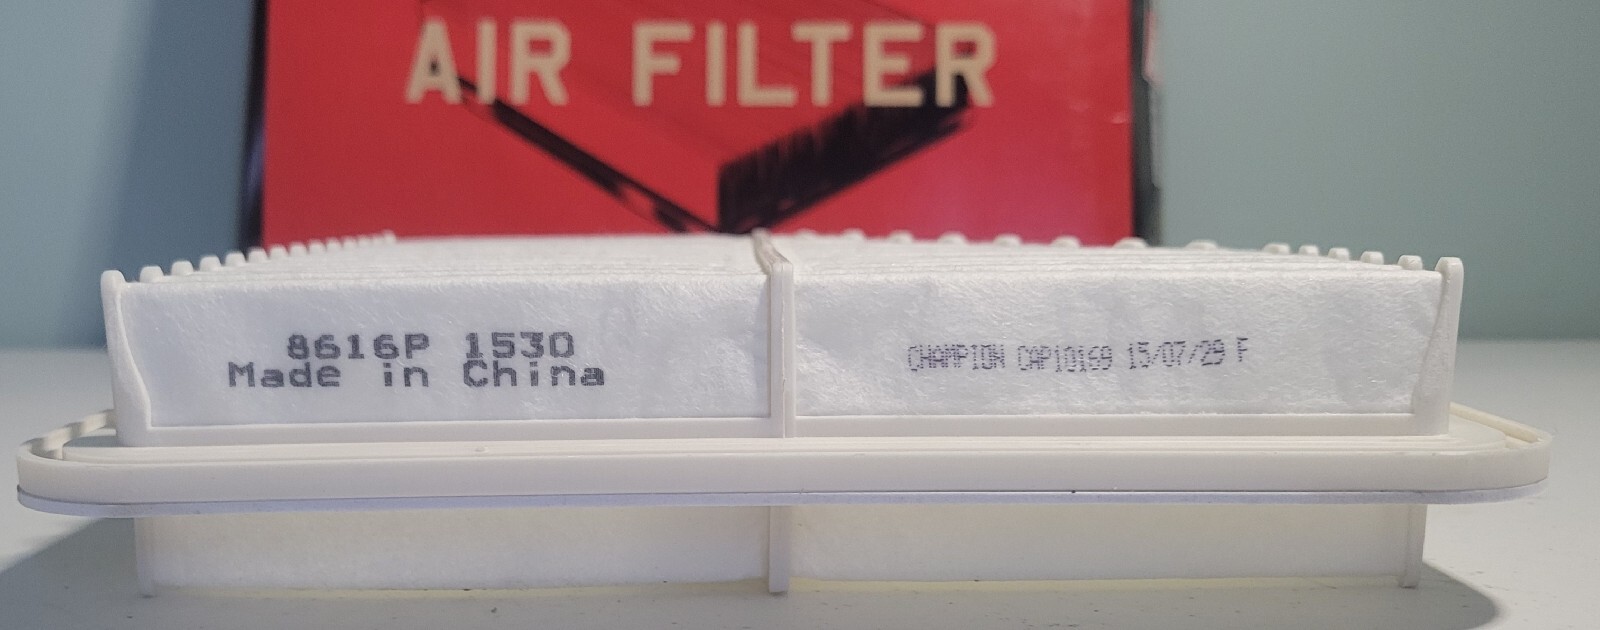 AIR FILTER
8616P 1530
Made in China
CHAMPION CAP10169 15/07/29 F